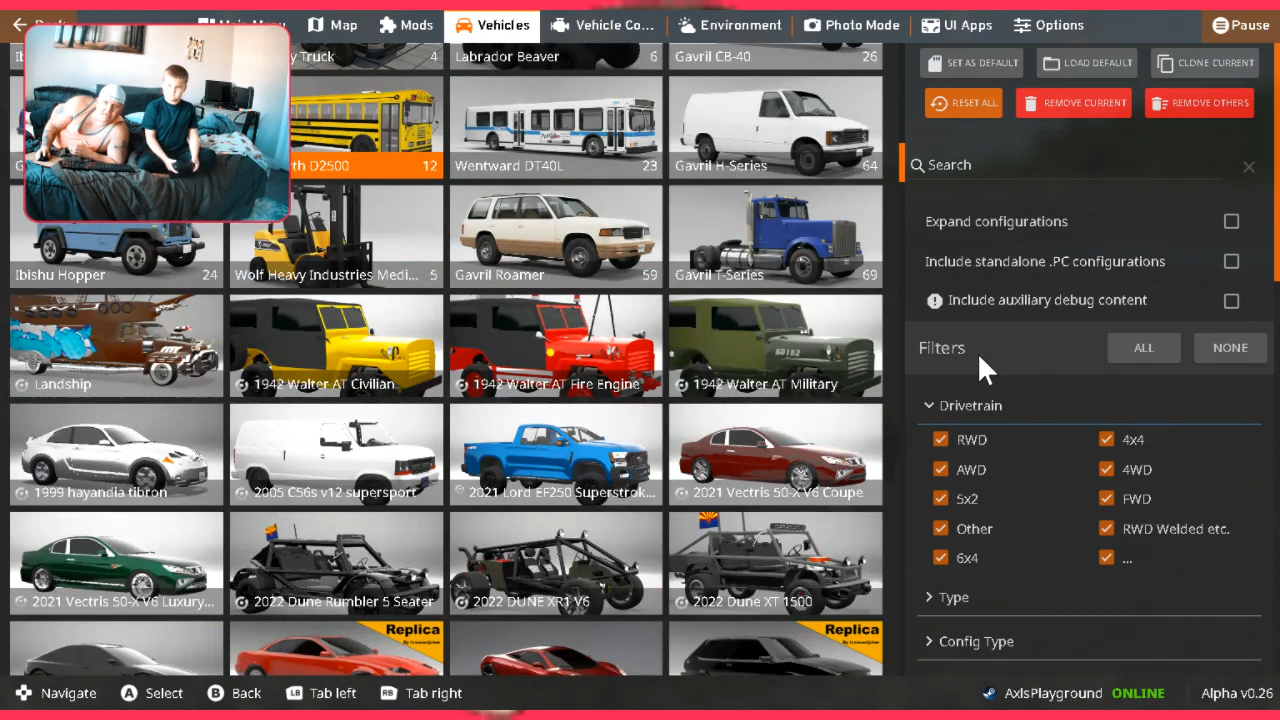 Map
Mods
Vehicles
Vehicle Co...
Environment
Photo Mode
UI Apps
Options
Pause
y Truck
4
Labrador Beaver
6
Gavril CB-40
26
SET AS DEFAULT
LOAD DEFAULT
CLONE CURRENT
RESET ALL
REMOVE CURRENT
REMOVE OTHERS
th D2500
12
Wentward DT40L
23
Gavril H-Series
64
Search
Expand configurations
Include standalone .PC configurations
Include auxiliary debug content
Ibishu Hopper
24
Wolf Heavy Industries Medi...
5
Gavril Roamer
59
Gavril T-Series
69
Filters
ALL
NONE
Landship
1942 Walter AT Civilian
1942 Walter AT Fire Engine
1942 Walter AT Military
Drivetrain
RWD
4x4
AWD
4WD
5x2
FWD
Other
RWD Welded etc.
6x4
...
1999 hayandia tibron
2005 C56s v12 supersport
2021 Lord EF250 Superstrok...
2021 Vectris 50-X V6 Coupe
2021 Vectris 50-X V6 Luxury...
2022 Dune Rumbler 5 Seater
2022 DUNE XR1 V6
2022 Dune XT 1500
Type
Config Type
Replica
Replica
Navigate
A Select
B Back
LB Tab left
RB Tab right
AxlsPlayground ONLINE
Alpha v0.26